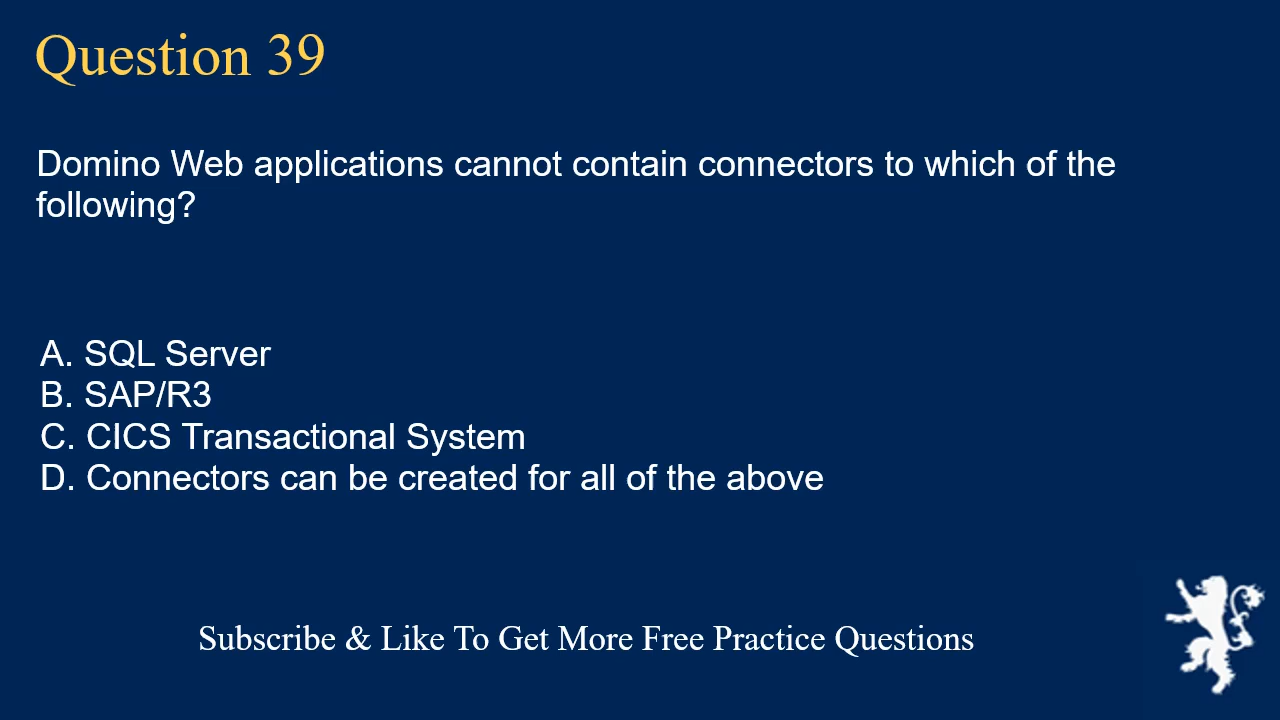 Question 39
Domino Web applications cannot contain connectors to which of the
following?
A. SQL Server
B. SAP/R3
C. CICS Transactional System
D. Connectors can be created for all of the above
Subscribe & Like To Get More Free Practice Questions